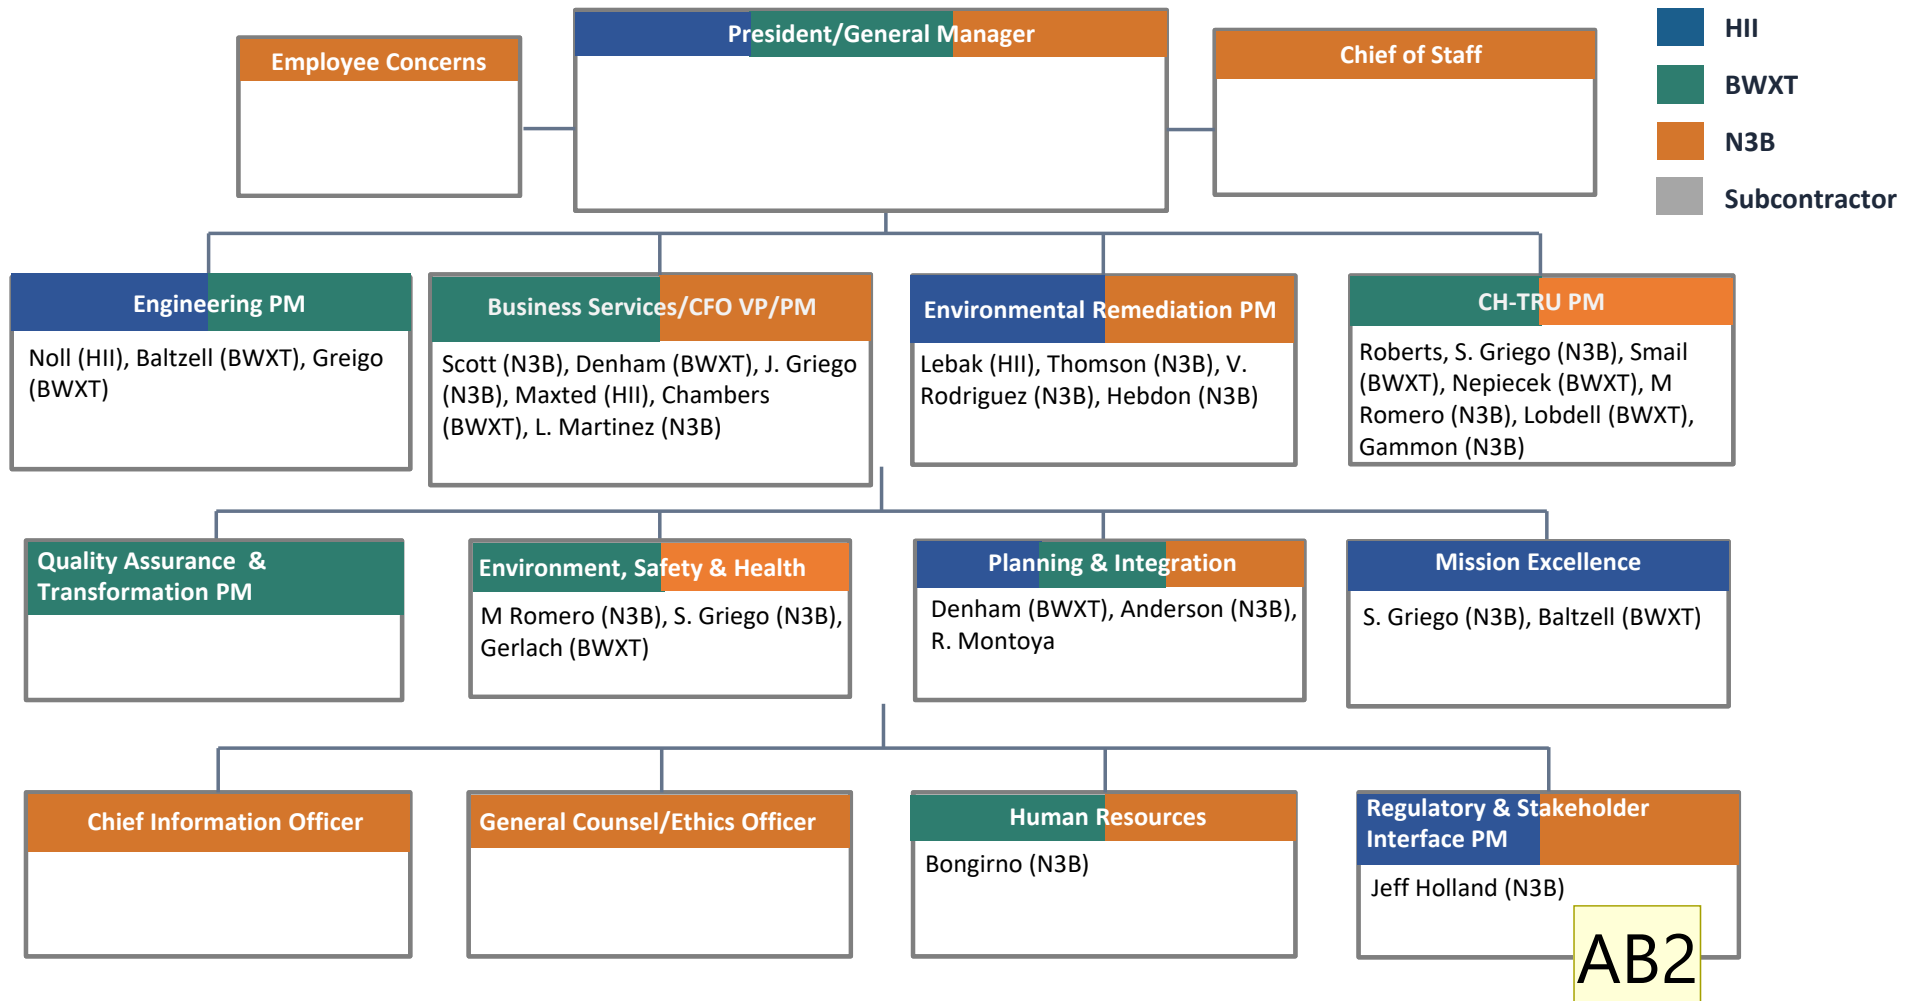 President/General Manager
Employee Concerns
Chief of Staff
HII
BWXT
N3B
Subcontractor
Engineering PM
Noll (HII), Baltzell (BWXT), Greigo
(BWXT)
Business Services/CFO VP/PM
Scott (N3B), Denham (BWXT), J. Griego
(N3B), Maxted (HII), Chambers
(BWXT), L. Martinez (N3B)
Environmental Remediation PM
Lebak (HII), Thomson (N3B), V.
Rodriguez (N3B), Hebdon (N3B)
CH-TRU PM
Roberts, S. Griego (N3B), Smail
(BWXT), Nepiecek (BWXT), M
Romero (N3B), Lobdell (BWXT),
Gammon (N3B)
Quality Assurance &
Transformation PM
Environment, Safety & Health
M Romero (N3B), S. Griego (N3B),
Gerlach (BWXT)
Planning & Integration
Denham (BWXT), Anderson (N3B),
R. Montoya
Mission Excellence
S. Griego (N3B), Baltzell (BWXT)
Chief Information Officer
General Counsel/Ethics Officer
Human Resources
Bongirno (N3B)
Regulatory & Stakeholder
Interface PM
Jeff Holland (N3B)
AB2